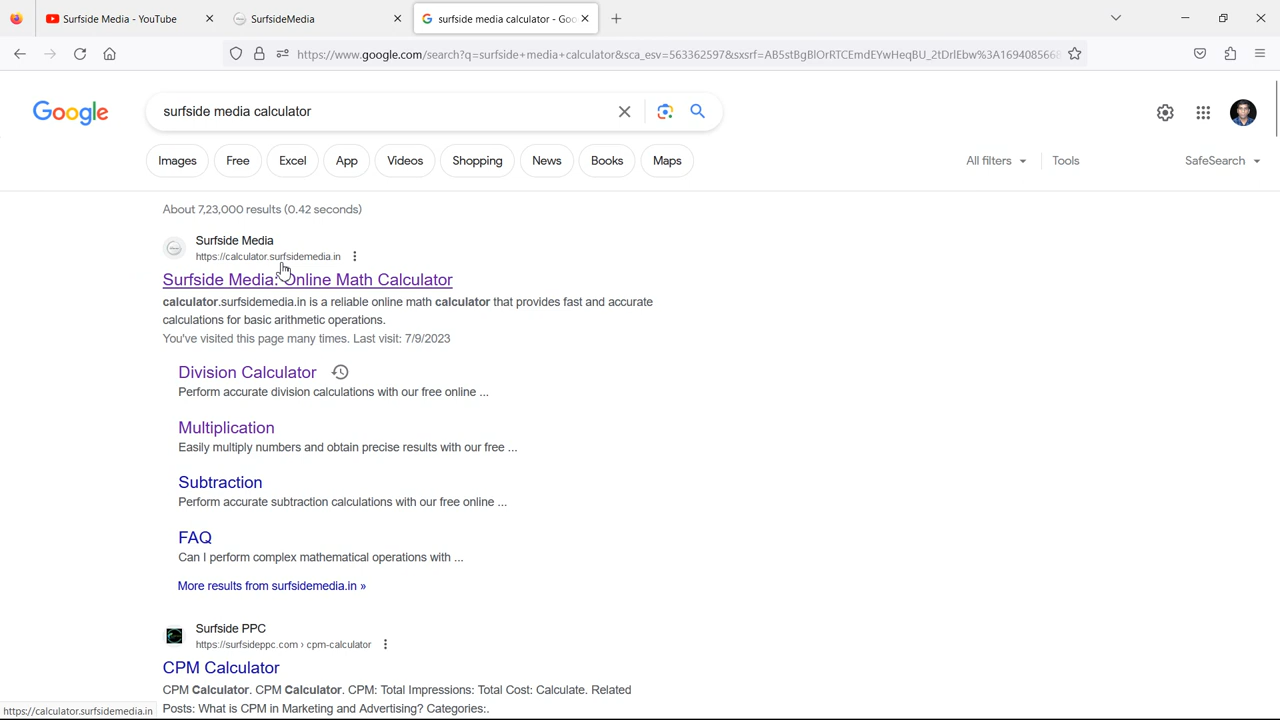 Surfside Media - YouTube
SurfsideMedia
surfside media calculator - Goo
https://www.google.com/search?q=surfside+media+calculator&sca_esv=563362597&sxsrf=AB5stBgBlOrRTCEmdEYwHeqBU_2tDrlEbw%3A1694085668
Google
surfside media calculator
Images
Free
Excel
App
Videos
Shopping
News
Books
Maps
All filters
Tools
SafeSearch
About 7,23,000 results (0.42 seconds)
Surfside Media
https://calculator.surfsidemedia.in
Surfside Media: Online Math Calculator
calculator.surfsidemedia.in is a reliable online math calculator that provides fast and accurate
calculations for basic arithmetic operations.
You've visited this page many times. Last visit: 7/9/2023
Division Calculator
Perform accurate division calculations with our free online ...
Multiplication
Easily multiply numbers and obtain precise results with our free ...
Subtraction
Perform accurate subtraction calculations with our free online ...
FAQ
Can I perform complex mathematical operations with ...
More results from surfsidemedia.in »
Surfside PPC
https://surfsideppc.com › cpm-calculator
CPM Calculator
CPM Calculator. CPM Calculator. CPM: Total Impressions: Total Cost: Calculate. Related
Posts: What is CPM in Marketing and Advertising? Categories:.
https://calculator.surfsidemedia.in